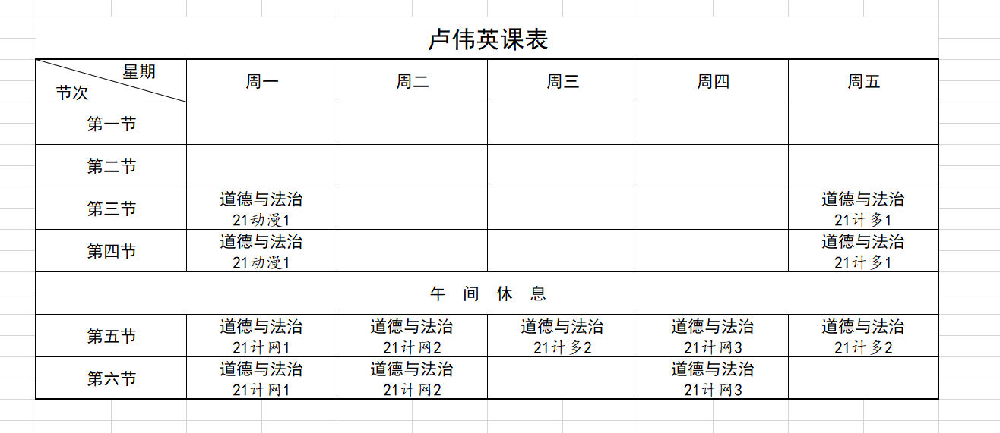 卢伟英课表
星期
节次
周一 周二 周三 周四 周五
第一节
第二节
第三节
道德与法治
21动漫1
道德与法治
21计多1
第四节
道德与法治
21动漫1
道德与法治
21计多1
午 间 休 息
第五节
道德与法治
21计网1
道德与法治
21计网2
道德与法治
21计多2
道德与法治
21计网3
道德与法治
21计多2
第六节
道德与法治
21计网1
道德与法治
21计网2
道德与法治
21计网3